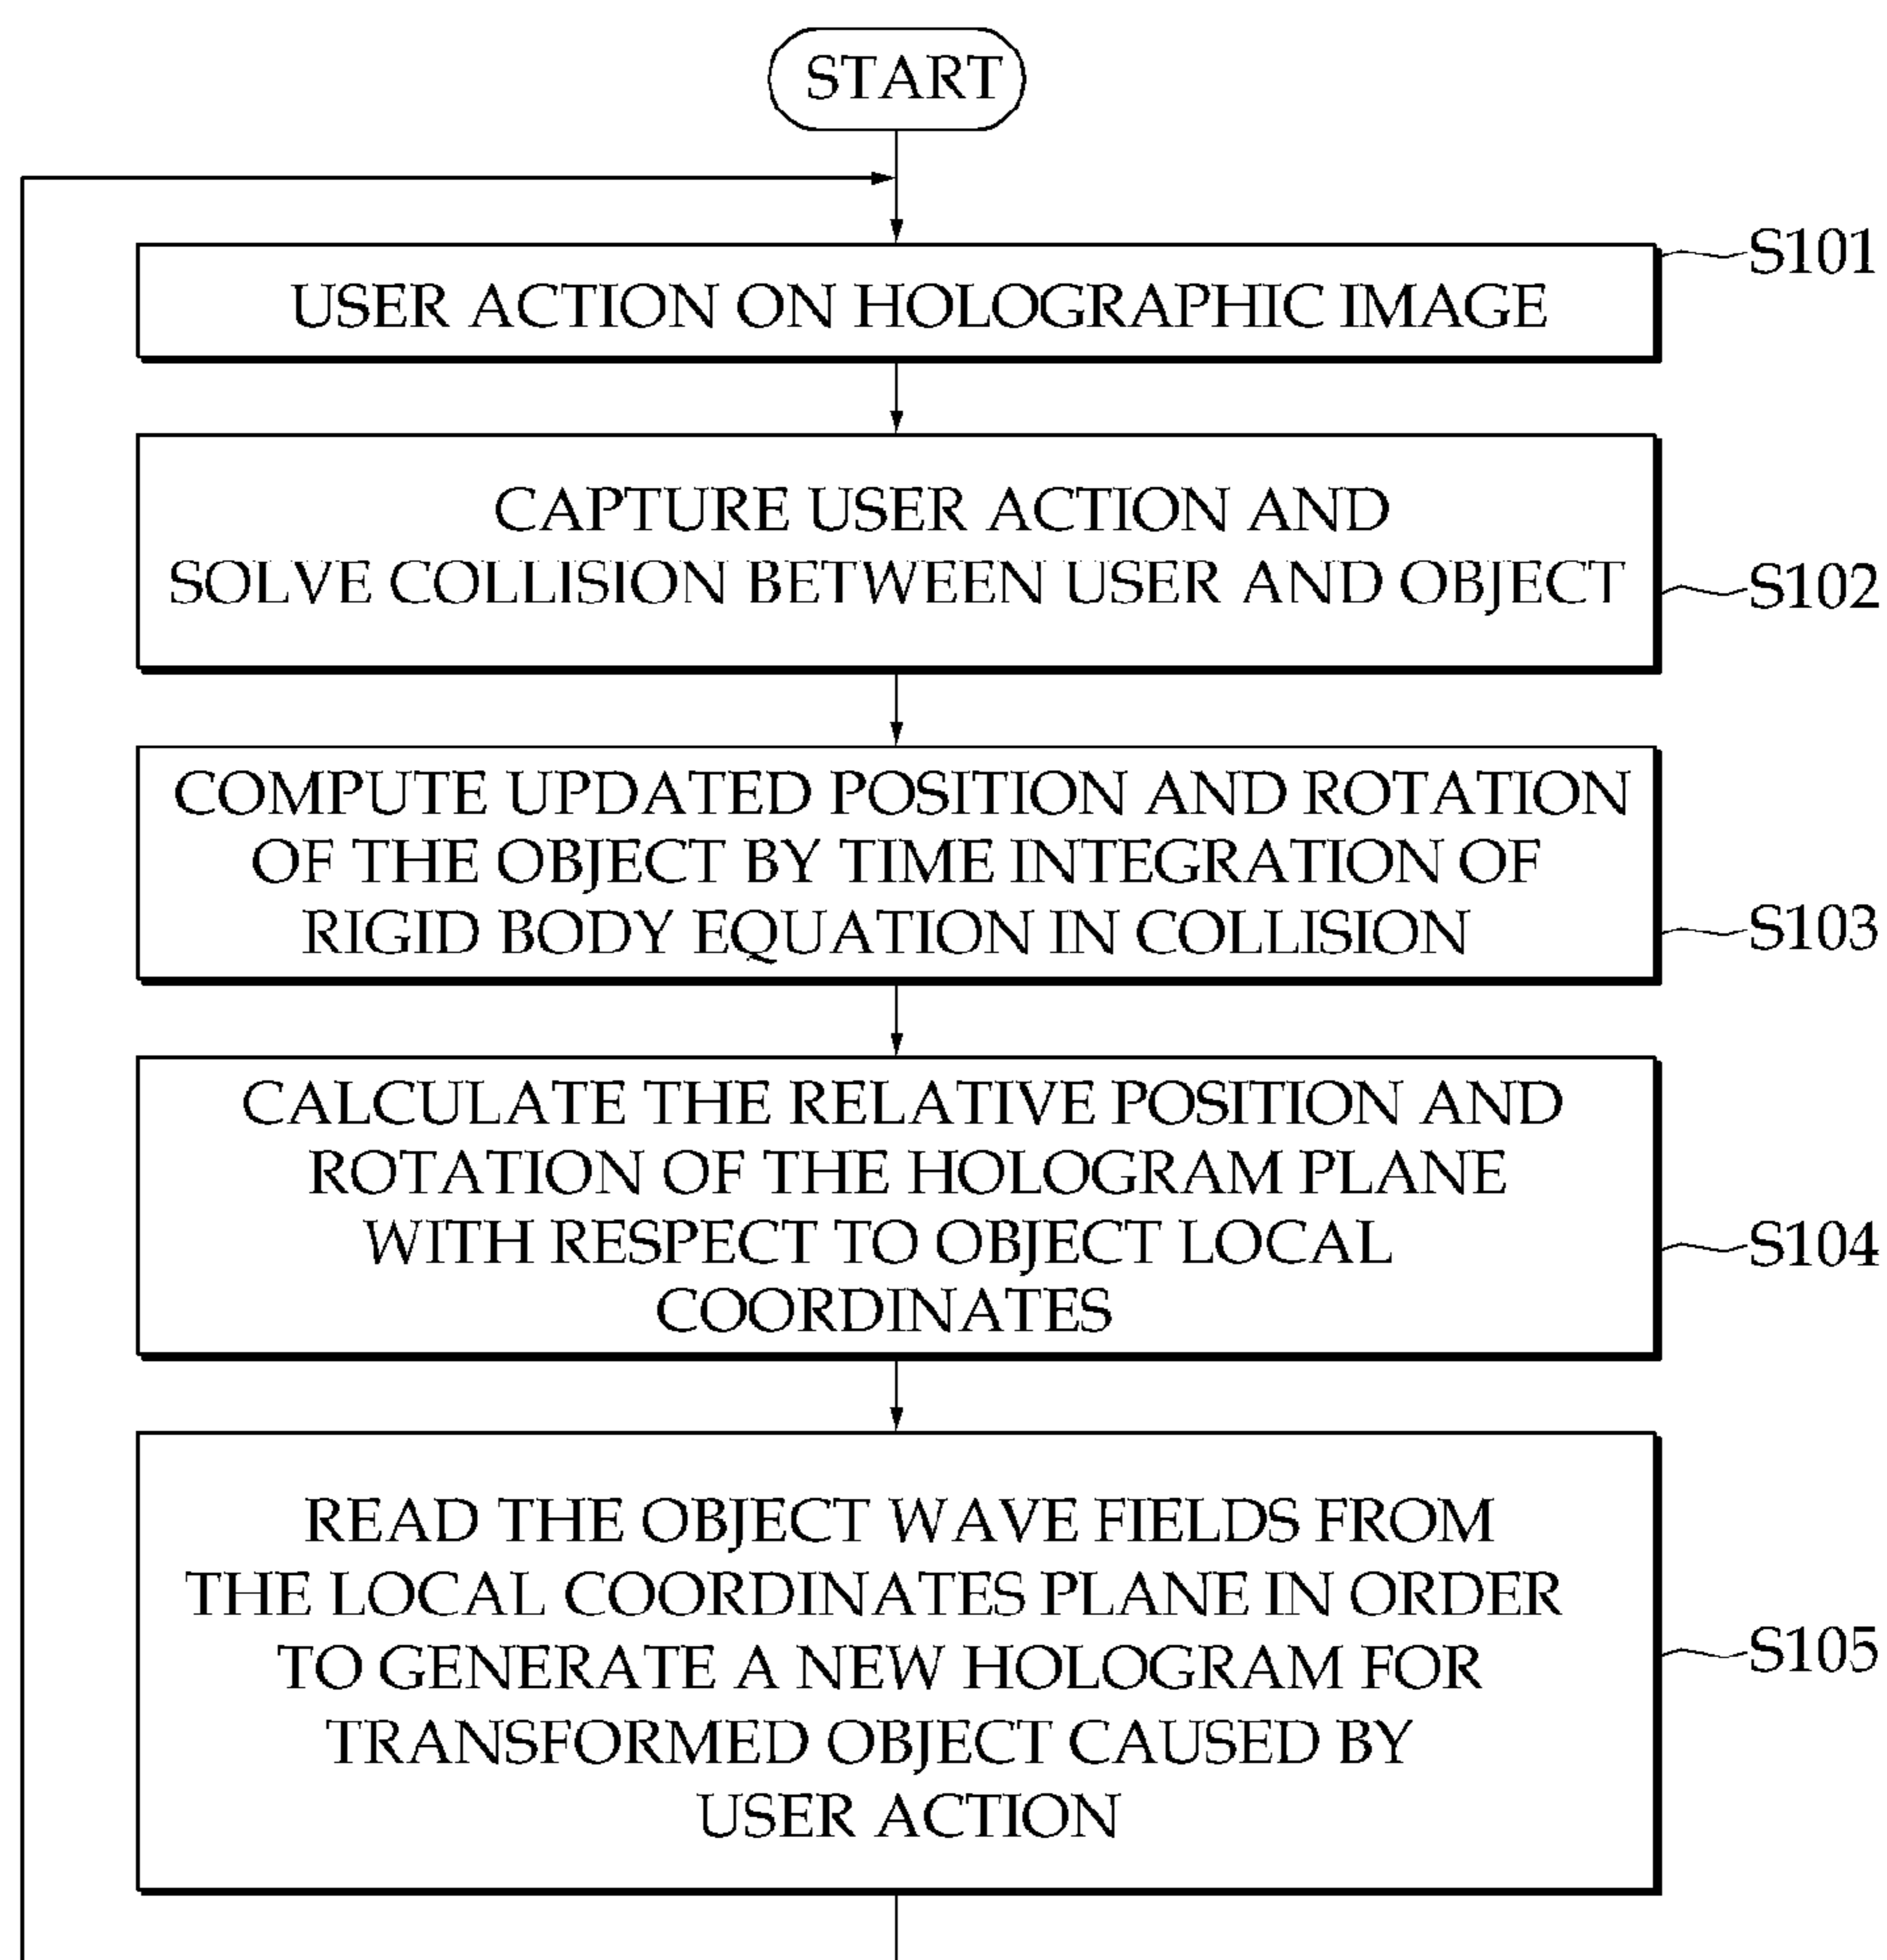 START
S101
USER ACTION ON HOLOGRAPHIC IMAGE
CAPTURE USER ACTION AND
SOLVE COLLISION BETWEEN USER AND OBJECT
S102
COMPUTE UPDATED POSITION AND ROTATION
OF THE OBJECT BY TIME INTEGRATION OF
RIGID BODY EQUATION IN COLLISION
S103
CALCULATE THE RELATIVE POSITION AND
ROTATION OF THE HOLOGRAM PLANE
WITH RESPECT TO OBJECT LOCAL
COORDINATES
S104
READ THE OBJECT WAVE FIELDS FROM
THE LOCAL COORDINATES PLANE IN ORDER
TO GENERATE A NEW HOLOGRAM FOR
TRANSFORMED OBJECT CAUSED BY
USER ACTION
S105